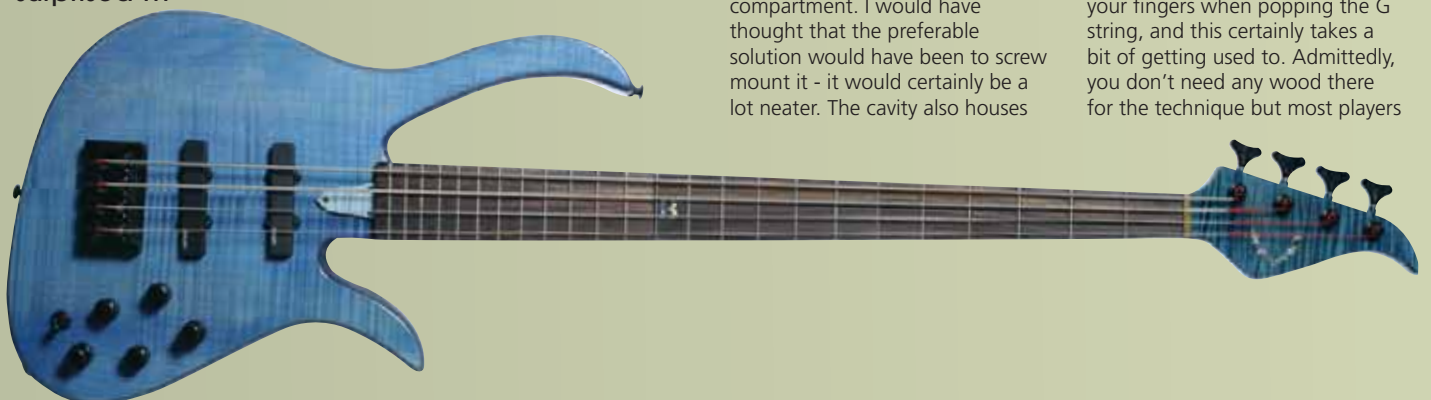 compartment. I would have
thought that the preferable
solution would have been to screw
mount it - it would certainly be a
lot neater. The cavity also houses
your fingers when popping the G
string, and this certainly takes a
bit of getting used to. Admittedly,
you don't need any wood there
for the technique but most players